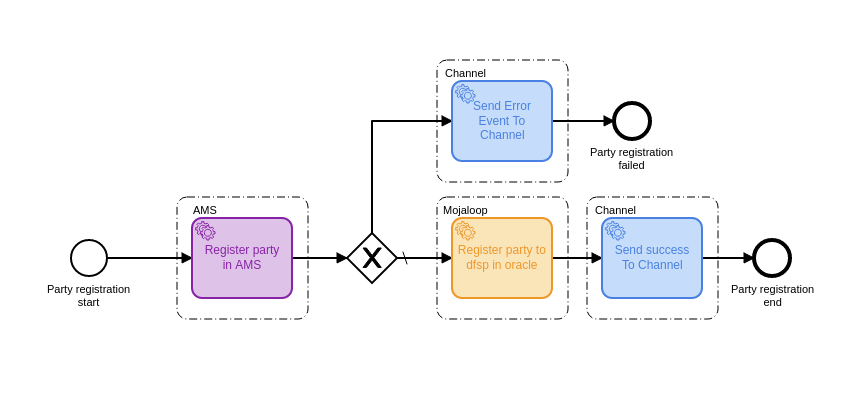 Channel
Send Error
Event To
Channel
Party registration
failed
AMS
Register party
in AMS
Party registration
start
Mojaloop
Register party to
dfsp in oracle
Channel
Send success
To Channel
Party registration
end